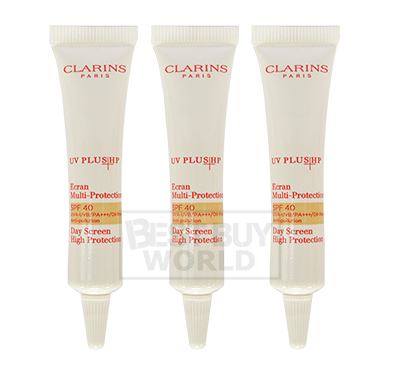 CLARINS
PARIS
UV PLUS HP
Ecran
Multi-Protection
SPF 40
Day Screen
High Protection
CLARINS
PARIS
UV PLUS HP
Ecran
Multi-Protection
SPF 40
Day Screen
High Protection
CLARINS
PARIS
UV PLUS HP
Ecran
Multi-Protection
SPF 40
Day Screen
High Protection
BEST BUY
WORLD